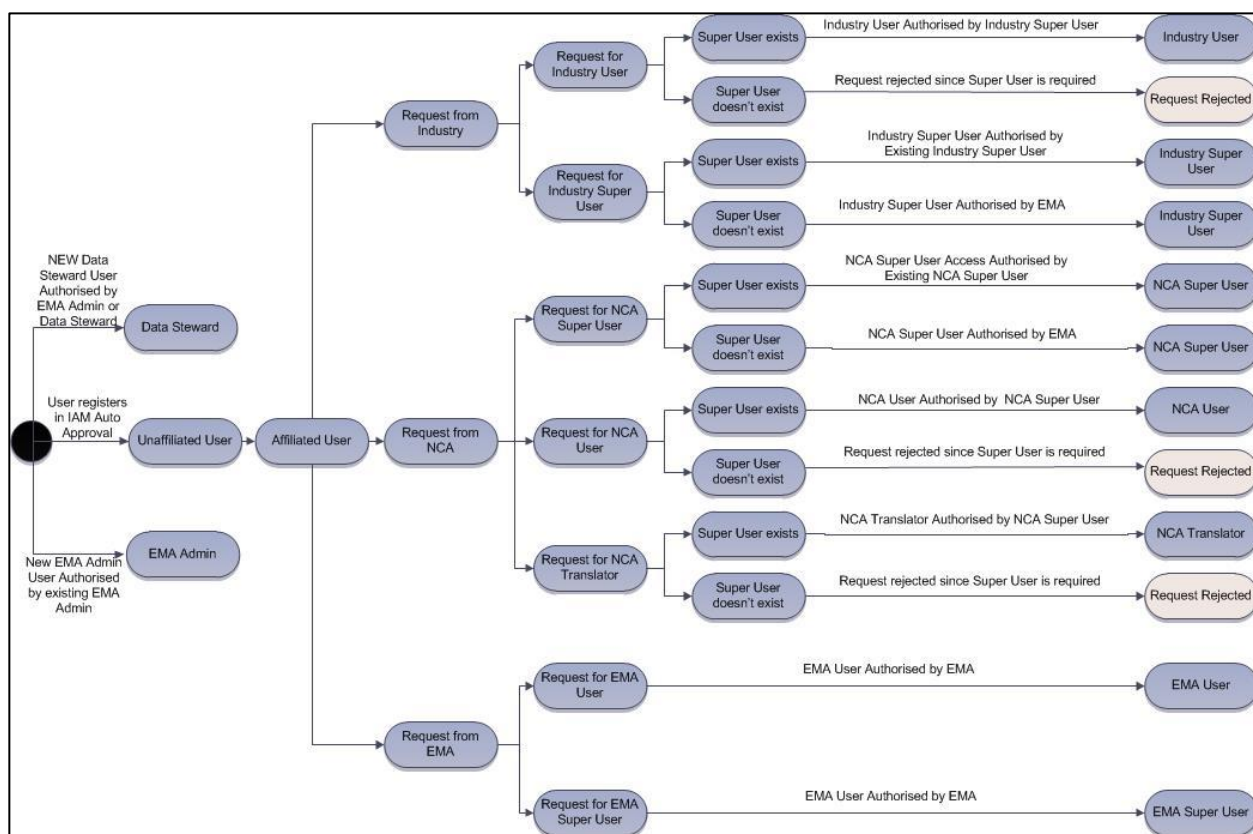 Request for
Industry User
Super User exists
Industry User Authorised by Industry Super User
Industry User
Super User
doesn't exist
Request rejected since Super User is required
Request Rejected
Request from
Industry
Request for
Industry Super
User
Super User exists
Industry Super User Authorised by
Existing Industry Super User
Industry Super
User
Super User
doesn't exist
Industry Super User Authorised by EMA
Industry Super
User
NEW Data
Steward User
Authorised by
EMA Admin or
Data Steward
Data Steward
User registers
in IAM Auto
Approval
Unaffiliated User
Affiliated User
Request from
NCA
Request for NCA
Super User
Super User exists
NCA Super User Access Authorised by
Existing NCA Super User
NCA Super User
Super User
doesn't exist
NCA Super User Authorised by EMA
NCA Super User
Request for NCA
User
Super User exists
NCA User Authorised by NCA Super User
NCA User
Super User
doesn't exist
Request rejected since Super User is required
Request Rejected
Request for NCA
Translator
Super User exists
NCA Translator Authorised by NCA Super User
NCA Translator
Super User
doesn't exist
Request rejected since Super User is required
Request Rejected
EMA Admin
New EMA Admin
User Authorised
by existing EMA
Admin
Request from
EMA
Request for EMA
User
EMA User Authorised by EMA
EMA User
Request for EMA
Super User
EMA User Authorised by EMA
EMA Super User